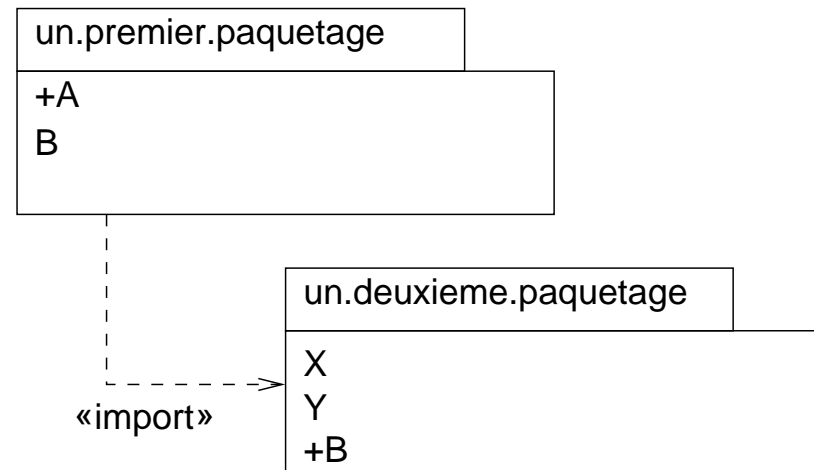 un.premier.paquetage
+A
B
un.deuxieme.paquetage
X
«import»
Y
+B